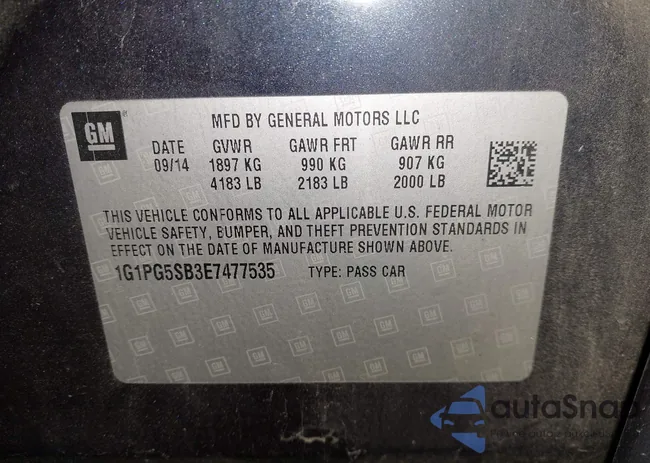 GM
MFD BY GENERAL MOTORS LLC
DATE GVWR GAWR FRT GAWR RR
09/14 1897 KG 990 KG 907 KG
4183 LB 2183 LB 2000 LB
THIS VEHICLE CONFORMS TO ALL APPLICABLE U.S. FEDERAL MOTOR
VEHICLE SAFETY, BUMPER, AND THEFT PREVENTION STANDARDS IN
EFFECT ON THE DATE OF MANUFACTURE SHOWN ABOVE.
1G1PG5SB3E7477535 TYPE: PASS CAR
autaSnap